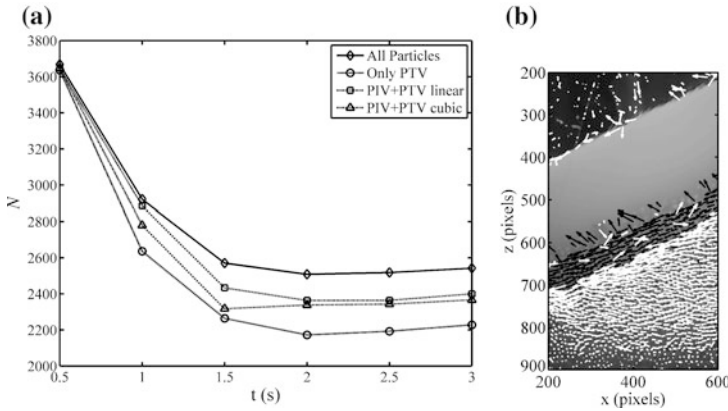 (a)
3800
3600
3400
3200
3000
2800
2600
2400
2200
2000
N
0.5
1
1.5
2
2.5
3
t (s)
All Particles
Only PTV
PIV+PTV linear
PIV+PTV cubic
(b)
200
300
400
500
600
700
800
900
z (pixels)
200
400
600
x (pixels)